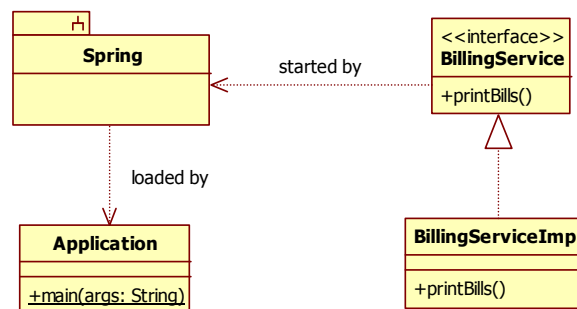 <<interface>>
Spring
BillingService
started by
+printBills()
loaded by
Application
BillingServiceImp
+main(args: String)
+printBills()